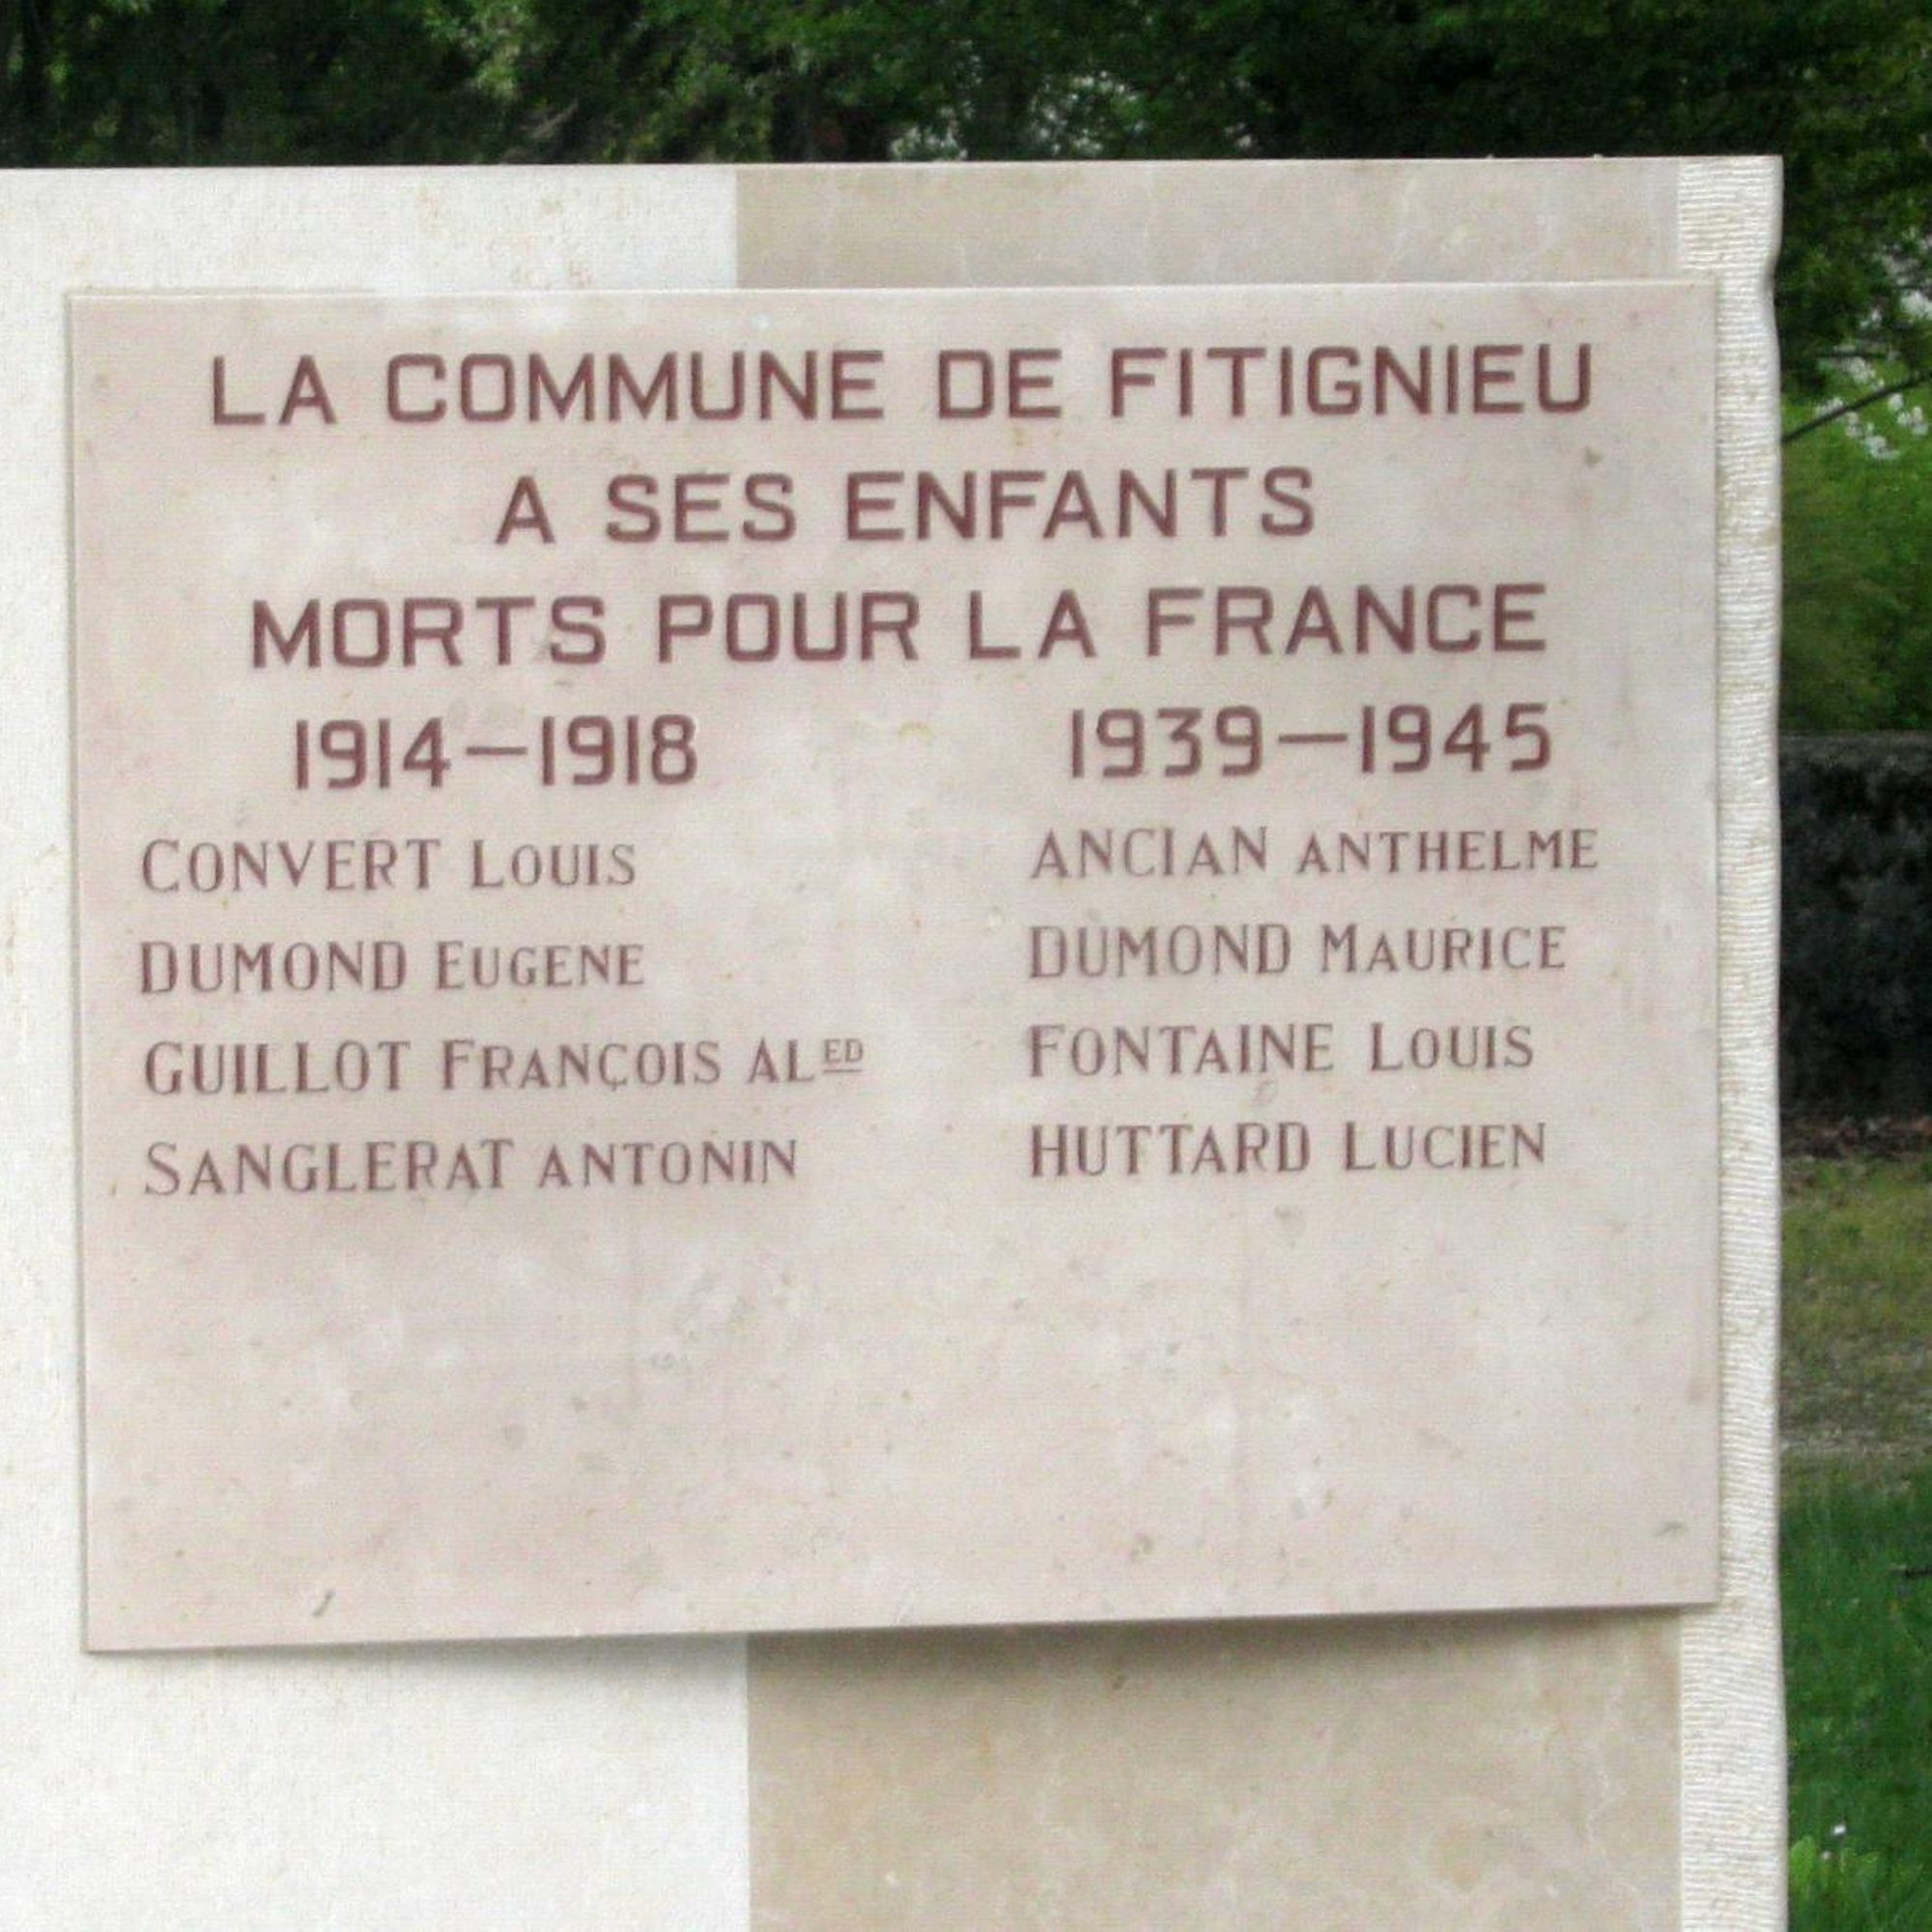 LA COMMUNE DE FITIGNIEU
A SES ENFANTS
MORTS POUR LA FRANCE
1914–1918
CONVERT LOUIS
DUMOND EUGENE
GUILLOT FRANÇOIS ALED
SANGLERAT ANTONIN
1939–1945
ANCIAN ANTHELME
DUMOND MAURICE
FONTAINE LOUIS
HUTTARD LUCIEN